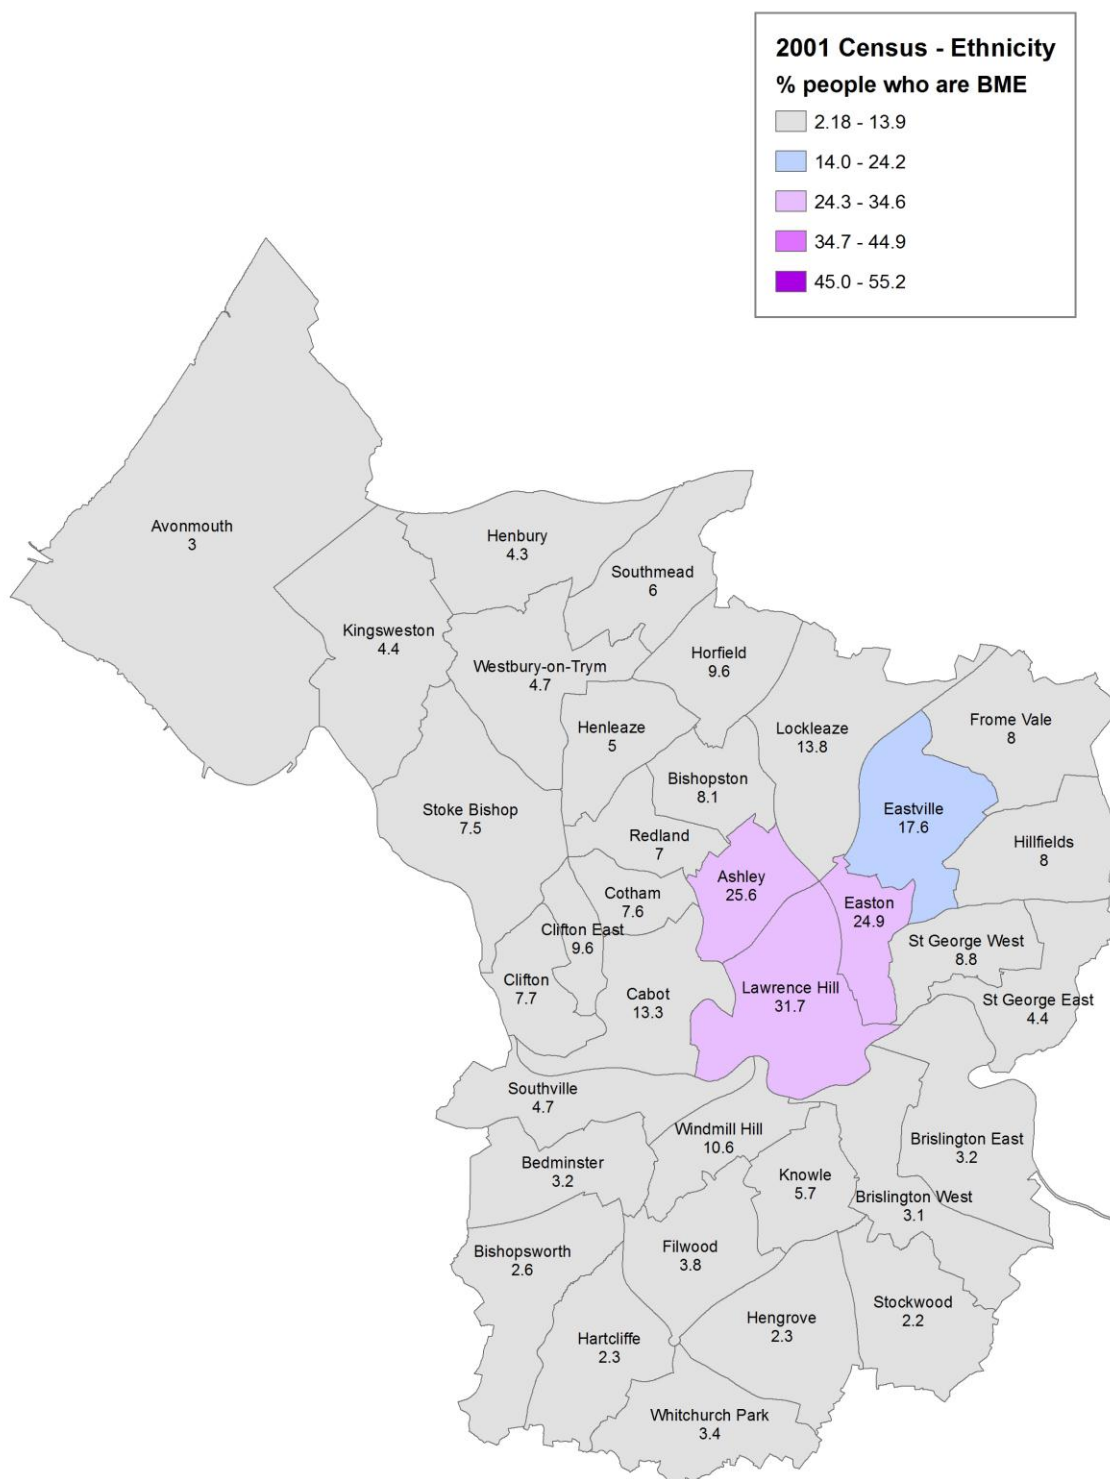 2001 Census - Ethnicity
% people who are BME
2.18 - 13.9
14.0 - 24.2
24.3 - 34.6
34.7 - 44.9
45.0 - 55.2
Avonmouth
3
Henbury
4.3
Southmead
6
Kingsweston
4.4
Westbury-on-Trym
4.7
Horfield
9.6
Henleaze
5
Lockleaze
13.8
Frome Vale
8
Bishopston
8.1
Stoke Bishop
7.5
Eastville
17.6
Redland
7
Hillfields
8
Ashley
25.6
Cotham
7.6
Easton
24.9
Clifton East
9.6
St George West
8.8
Clifton
7.7
Cabot
13.3
Lawrence Hill
31.7
St George East
4.4
Southville
4.7
Windmill Hill
10.6
Brislington East
3.2
Bedminster
3.2
Knowle
5.7
Brislington West
3.1
Bishopsworth
2.6
Filwood
3.8
Stockwood
2.2
Hengrove
2.3
Hartcliffe
2.3
Whitchurch Park
3.4